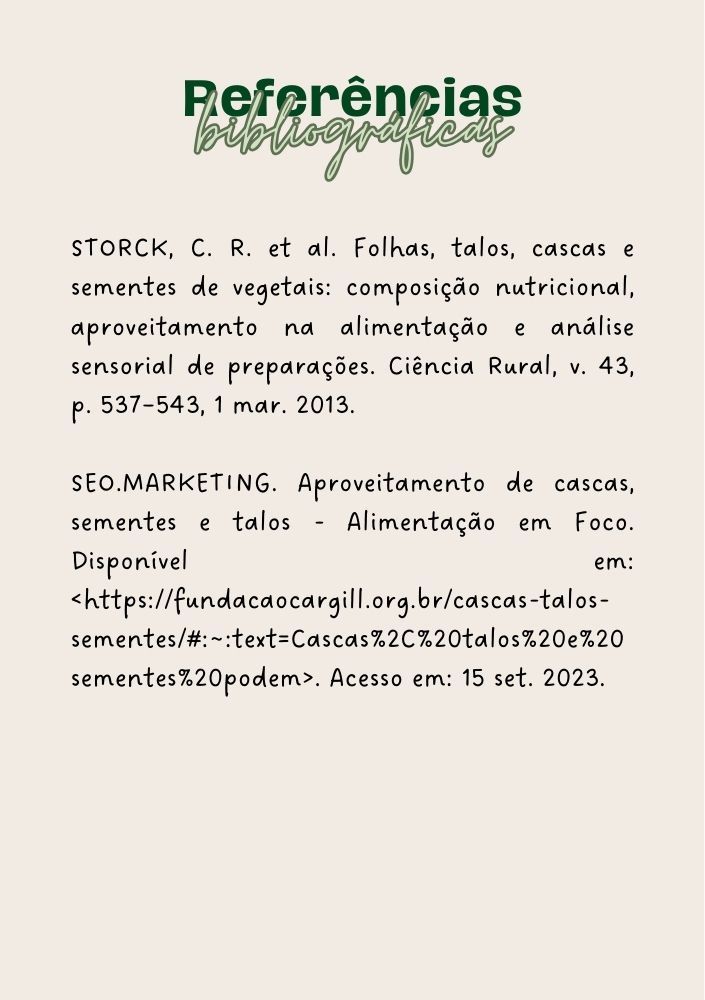 Referências
bibliográficas
STORCK, C. R. et al. Folhas, talos, cascas e
sementes de vegetais: composição nutricional,
aproveitamento na alimentação e análise
sensorial de preparações. Ciência Rural, v. 43,
p. 537–543, 1 mar. 2013.
SEO.MARKETING. Aproveitamento de cascas,
sementes e talos - Alimentação em Foco.
Disponível em:
<https://fundacaocargill.org.br/cascas-talos-
sementes/#:~:text=Cascas%2C%20talos%20e%20
sementes%20podem>. Acesso em: 15 set. 2023.